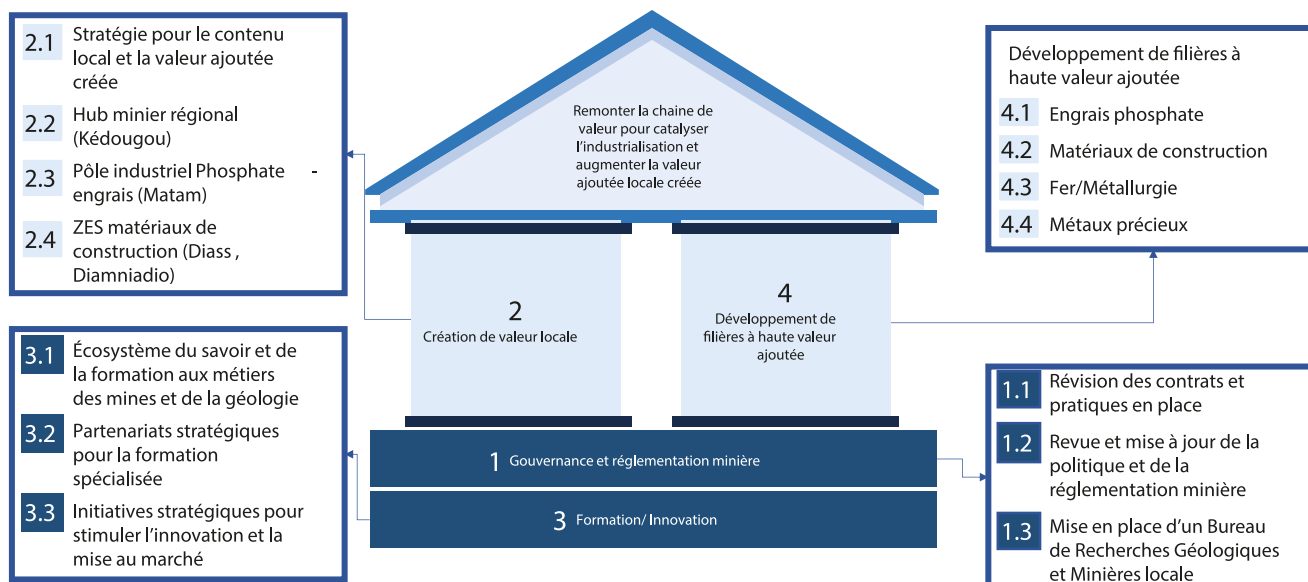 2.1 Stratégie pour le contenu
local et la valeur ajoutée
créée
2.2 Hub minier régional
(Kédougou)
2.3 Pôle industriel Phosphate -
engrais (Matam)
2.4 ZES matériaux de
construction (Diass ,
Diamniadio)
Remonter la chaine de
valeur pour catalyser
l'industrialisation et
augmenter la valeur
ajoutée locale créée
Développement de filières à
haute valeur ajoutée
4.1 Engrais phosphate
4.2 Matériaux de construction
4.3 Fer/Métallurgie
4.4 Métaux précieux
2
Création de valeur locale
4
Développement de
filières à haute valeur
ajoutée
3.1 Écosystème du savoir et de
la formation aux métiers
des mines et de la géologie
3.2 Partenariats stratégiques
pour la formation
spécialisée
3.3 Initiatives stratégiques pour
stimuler l'innovation et la
mise au marché
1 Gouvernance et réglementation minière
3 Formation/ Innovation
1.1 Révision des contrats et
pratiques en place
1.2 Revue et mise à jour de la
politique et de la
réglementation minière
1.3 Mise en place d'un Bureau
de Recherches Géologiques
et Minières locale